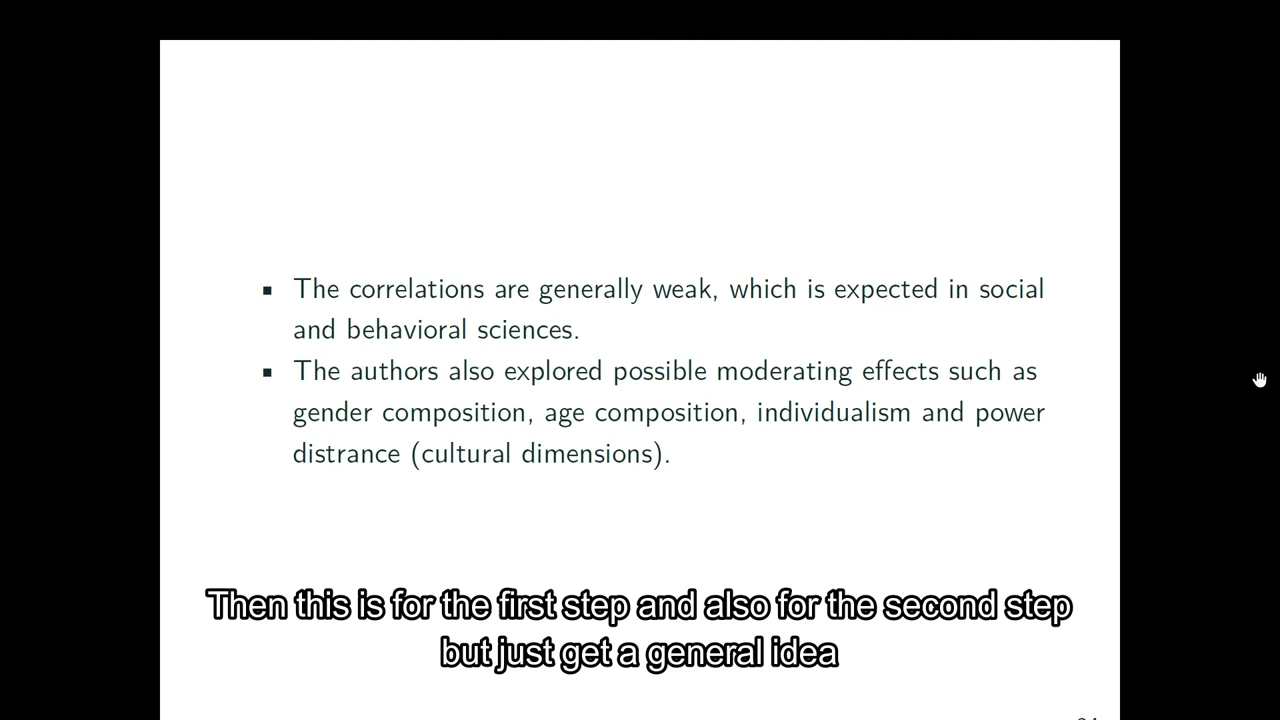 ▪ The correlations are generally weak, which is expected in social
and behavioral sciences.
▪ The authors also explored possible moderating effects such as
gender composition, age composition, individualism and power
distrance (cultural dimensions).
Then this is for the first step and also for the second step
but just get a general idea